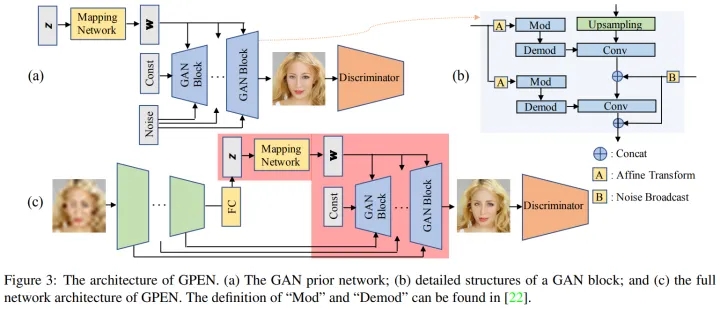 z
Mapping
Network
w
Const
Noise
GAN
Block
. . .
GAN Block
Discriminator
(a)
A
Mod
Upsampling
Demod
Conv
B
A
Mod
Demod
Conv
(b)
: Concat
A : Affine Transform
B : Noise Broadcast
(c)
. . .
FC
z
Mapping
Network
w
Const
GAN
Block
. . .
GAN Block
Discriminator
Figure 3: The architecture of GPEN. (a) The GAN prior network; (b) detailed structures of a GAN block; and (c) the full
network architecture of GPEN. The definition of “Mod” and “Demod” can be found in [22].